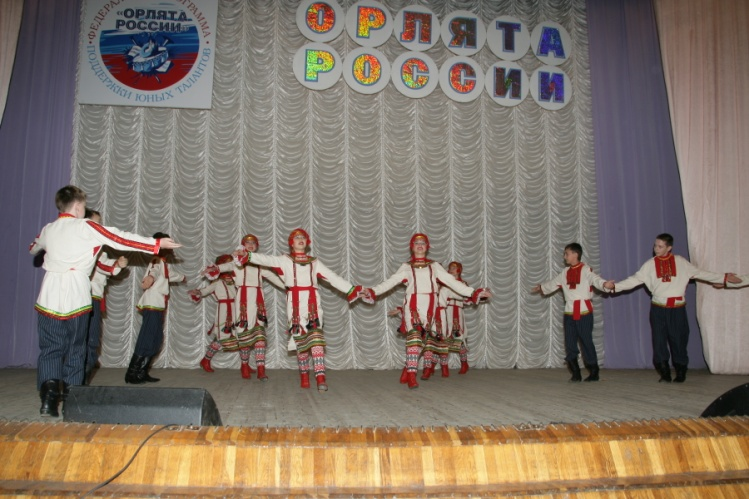 ФЕДЕРАЛЬНАЯ ПРОГРАММА
"ОРЛЯТА
РОССИИ"
ПОДДЕРЖКИ ЮНЫХ ТАЛАНТОВ
ОРЛЯТА
РОССИИ